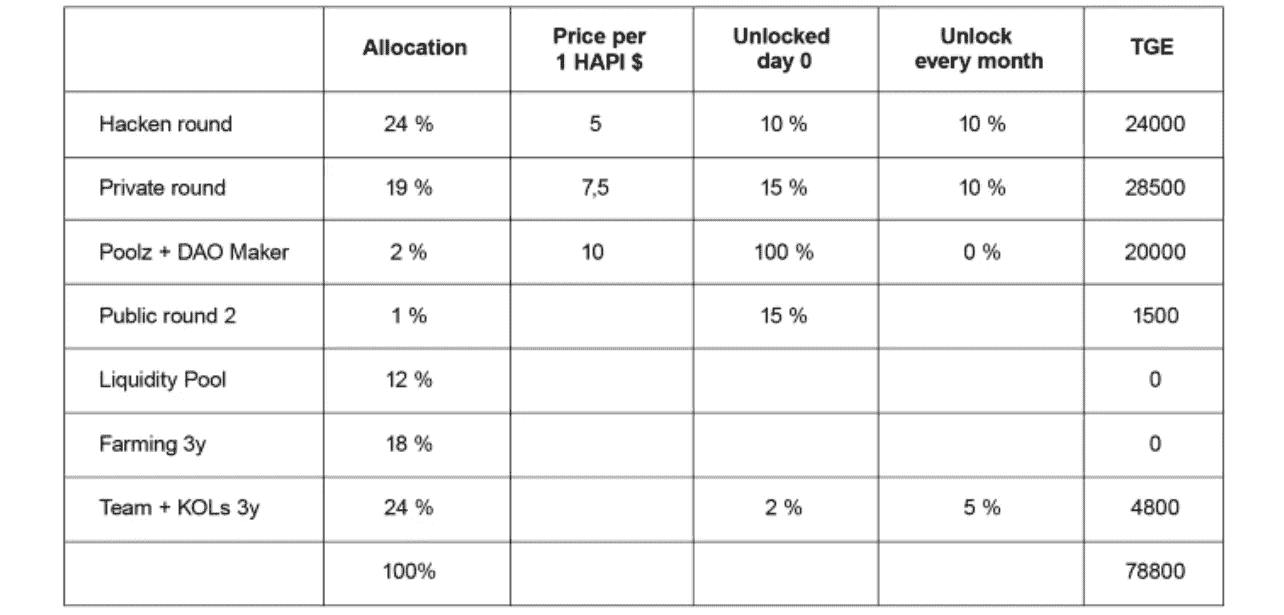 Allocation Price per 1 HAPI $ Unlocked day 0 Unlock every month TGE
Hacken round 24 % 5 10 % 10 % 24000
Private round 19 % 7,5 15 % 10 % 28500
Poolz + DAO Maker 2 % 10 100 % 0 % 20000
Public round 2 1 % 15 % 1500
Liquidity Pool 12 % 0
Farming 3y 18 % 0
Team + KOLs 3y 24 % 2 % 5 % 4800
100% 78800